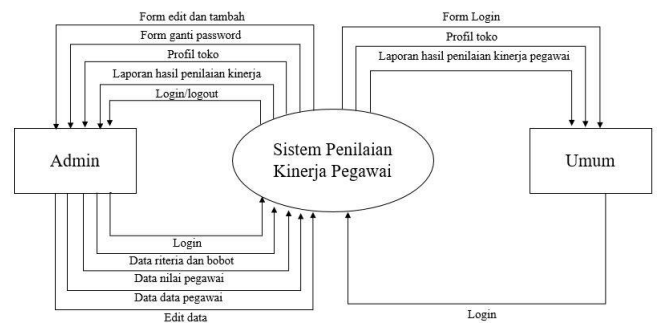 Form edit dan tambah
Form ganti password
Profil toko
Laporan hasil penilaian kinerja
Login/logout
Form Login
Profil toko
Laporan hasil penilaian kinerja pegawai
Admin
Sistem Penilaian
Kinerja Pegawai
Umum
Login
Data riteria dan bobot
Data nilai pegawai
Data data pegawai
Edit data
Login